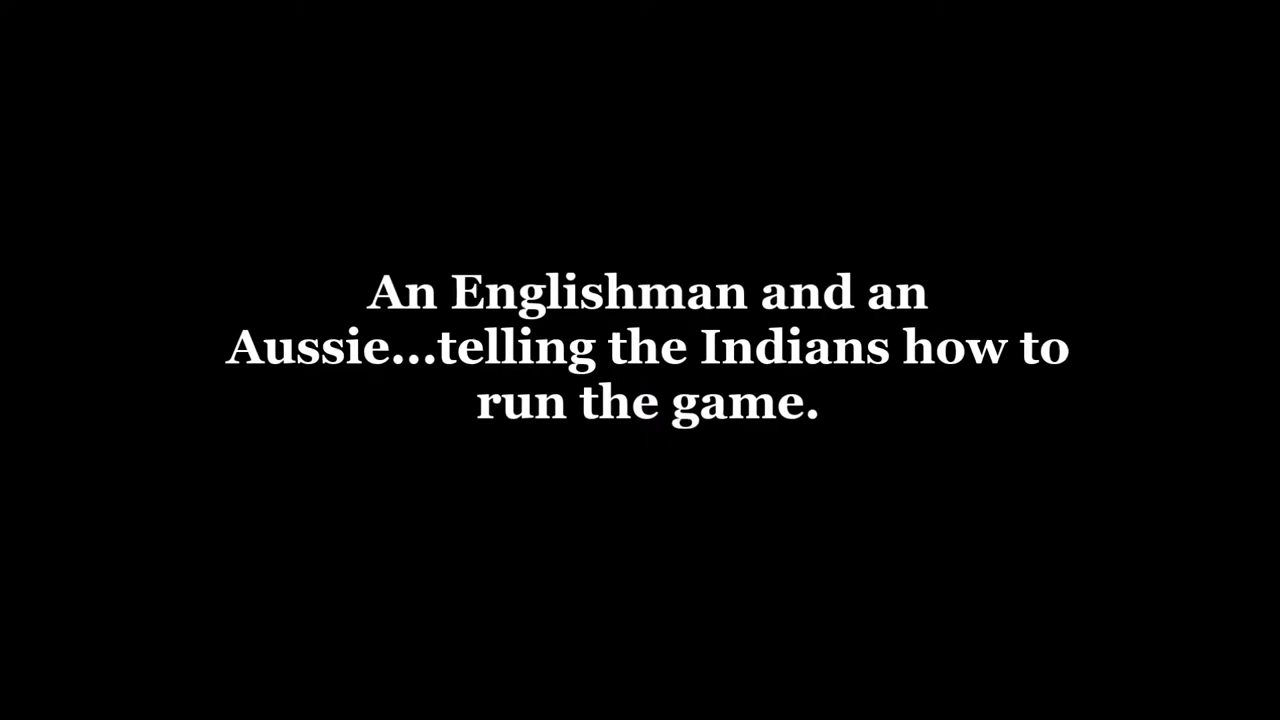 An Englishman and an
Aussie...telling the Indians how to
run the game.